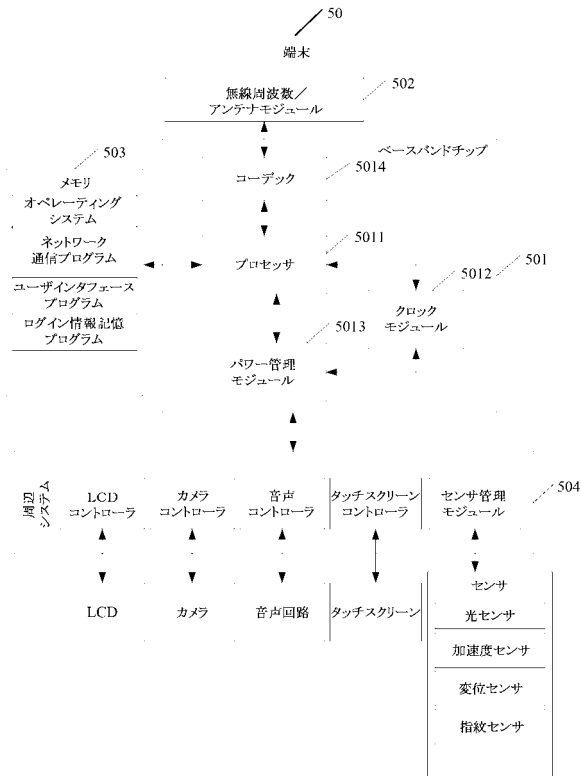 50
端末
無線周波数／
アンテナモジュール
502
ベースバンドチップ
503
メモリ
オペレーティング
システム
ネットワーク
通信プログラム
ユーザインタフェース
プログラム
ログイン情報記憶
プログラム
コーデック
5014
プロセッサ
5011
5012
501
クロック
モジュール
5013
パワー管理
モジュール
周辺
システム
LCD
コントローラ
カメラ
コントローラ
音声
コントローラ
タッチスクリーン
コントローラ
センサ管理
モジュール
504
LCD
カメラ
音声回路
タッチスクリーン
センサ
光センサ
加速度センサ
変位センサ
指紋センサ